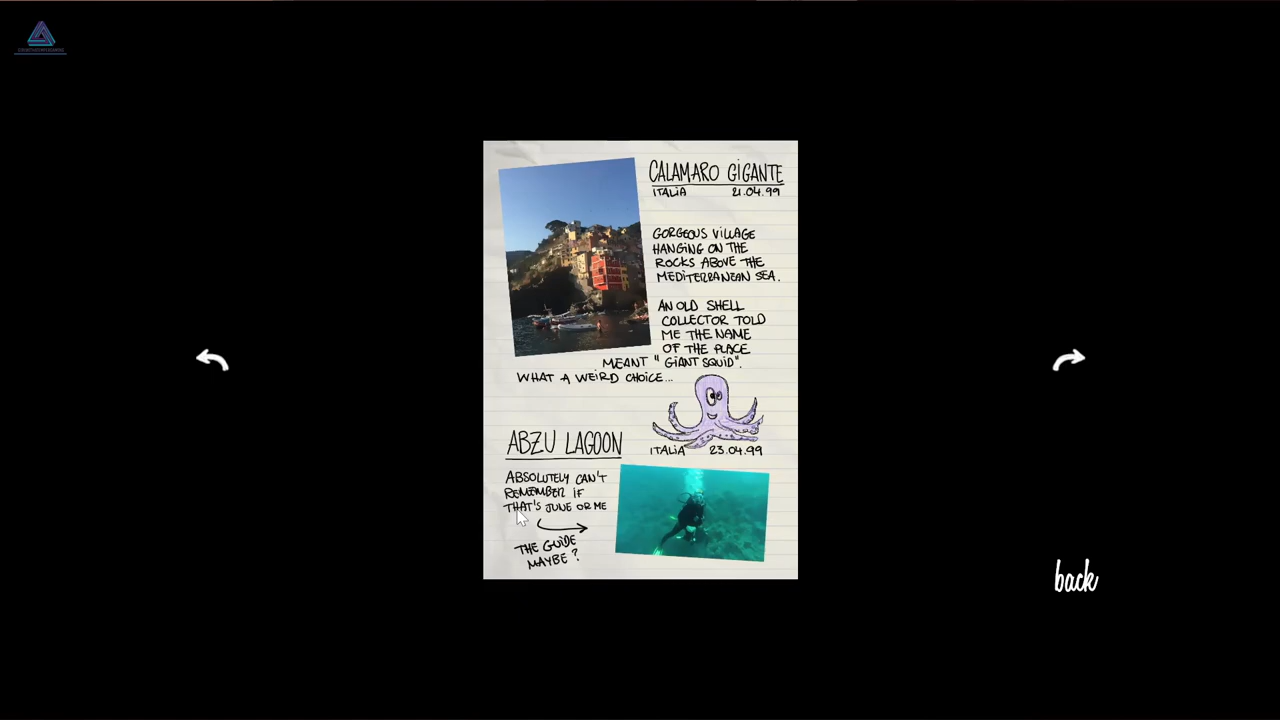 CALAMARO GIGANTE
ITALIA 21.04.99
GORGEOUS VILLAGE
HANGING ON THE
ROCKS ABOVE THE
MEDITERRANEAN SEA.
AN OLD SHELL
COLLECTOR TOLD
ME THE NAME
OF THE PLACE
MEANT "GIANT SQUID".
WHAT A WEIRD CHOICE...
ABZU LAGOON
ITALIA 23.04.99
ABSOLUTELY CAN'T
REMEMBER IF
THAT'S JUNE OR ME
THE GUIDE
MAYBE?
back